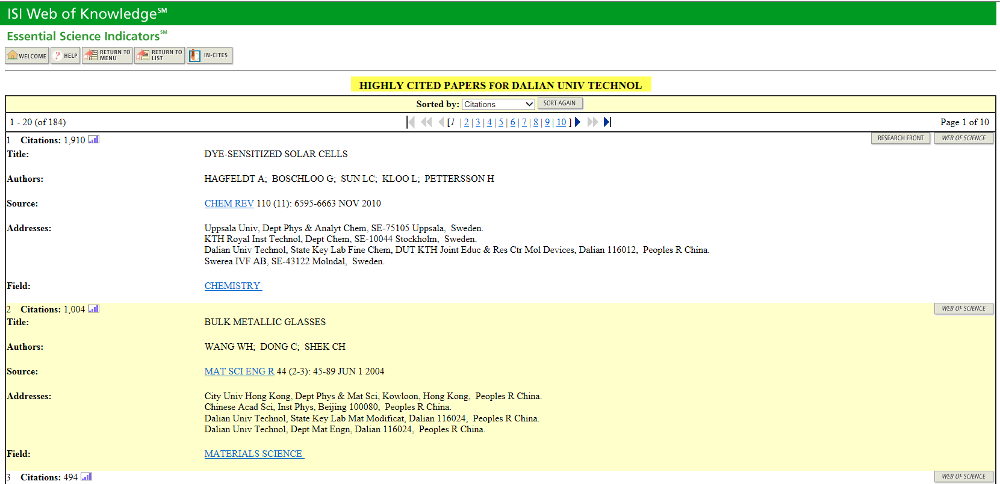 ISI Web of Knowledge℠
Essential Science Indicators℠
WELCOME ? HELP RETURN TO MENU RETURN TO LIST IN-CITES
HIGHLY CITED PAPERS FOR DALIAN UNIV TECHNOL
Sorted by: Citations SORT AGAIN
1 - 20 (of 184) [1 | 2 | 3 | 4 | 5 | 6 | 7 | 8 | 9 | 10 ] Page 1 of 10
1 Citations: 1,910 RESEARCH FRONT WEB OF SCIENCE
Title: DYE-SENSITIZED SOLAR CELLS
Authors: HAGFELDT A; BOSCHLOO G; SUN LC; KLOO L; PETTERSSON H
Source: CHEM REV 110 (11): 6595-6663 NOV 2010
Addresses: Uppsala Univ, Dept Phys & Analyt Chem, SE-75105 Uppsala, Sweden.
KTH Royal Inst Technol, Dept Chem, SE-10044 Stockholm, Sweden.
Dalian Univ Technol, State Key Lab Fine Chem, DUT KTH Joint Educ & Res Ctr Mol Devices, Dalian 116012, Peoples R China.
Swerea IVF AB, SE-43122 Molndal, Sweden.
Field: CHEMISTRY
2 Citations: 1,004 WEB OF SCIENCE
Title: BULK METALLIC GLASSES
Authors: WANG WH; DONG C; SHEK CH
Source: MAT SCI ENG R 44 (2-3): 45-89 JUN 1 2004
Addresses: City Univ Hong Kong, Dept Phys & Mat Sci, Kowloon, Hong Kong, Peoples R China.
Chinese Acad Sci, Inst Phys, Beijing 100080, Peoples R China.
Dalian Univ Technol, State Key Lab Mat Modificat, Dalian 116024, Peoples R China.
Dalian Univ Technol, Dept Mat Engn, Dalian 116024, Peoples R China.
Field: MATERIALS SCIENCE
3 Citations: 494 WEB OF SCIENCE